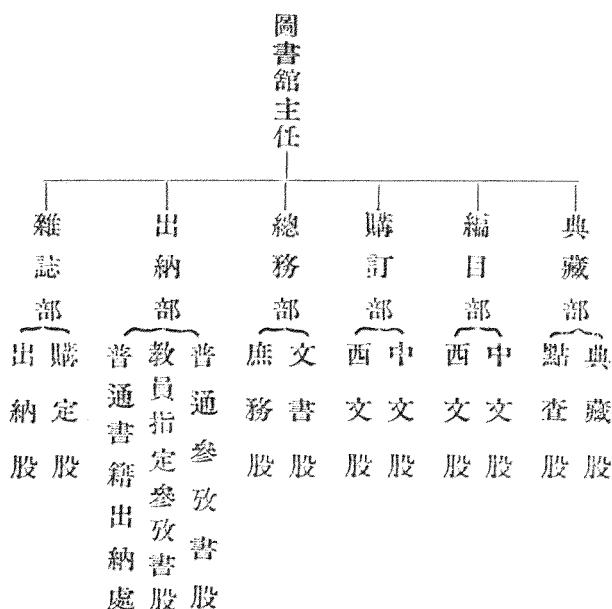 圖書舘主任
典藏部
編目部
購訂部
總務部
出納部
雜誌部
典藏股
點查股
中文股
西文股
中文股
西文股
文書股
庶務股
普通參攷書股
教員指定參攷書股
普通書籍出納處
購定股
出納股